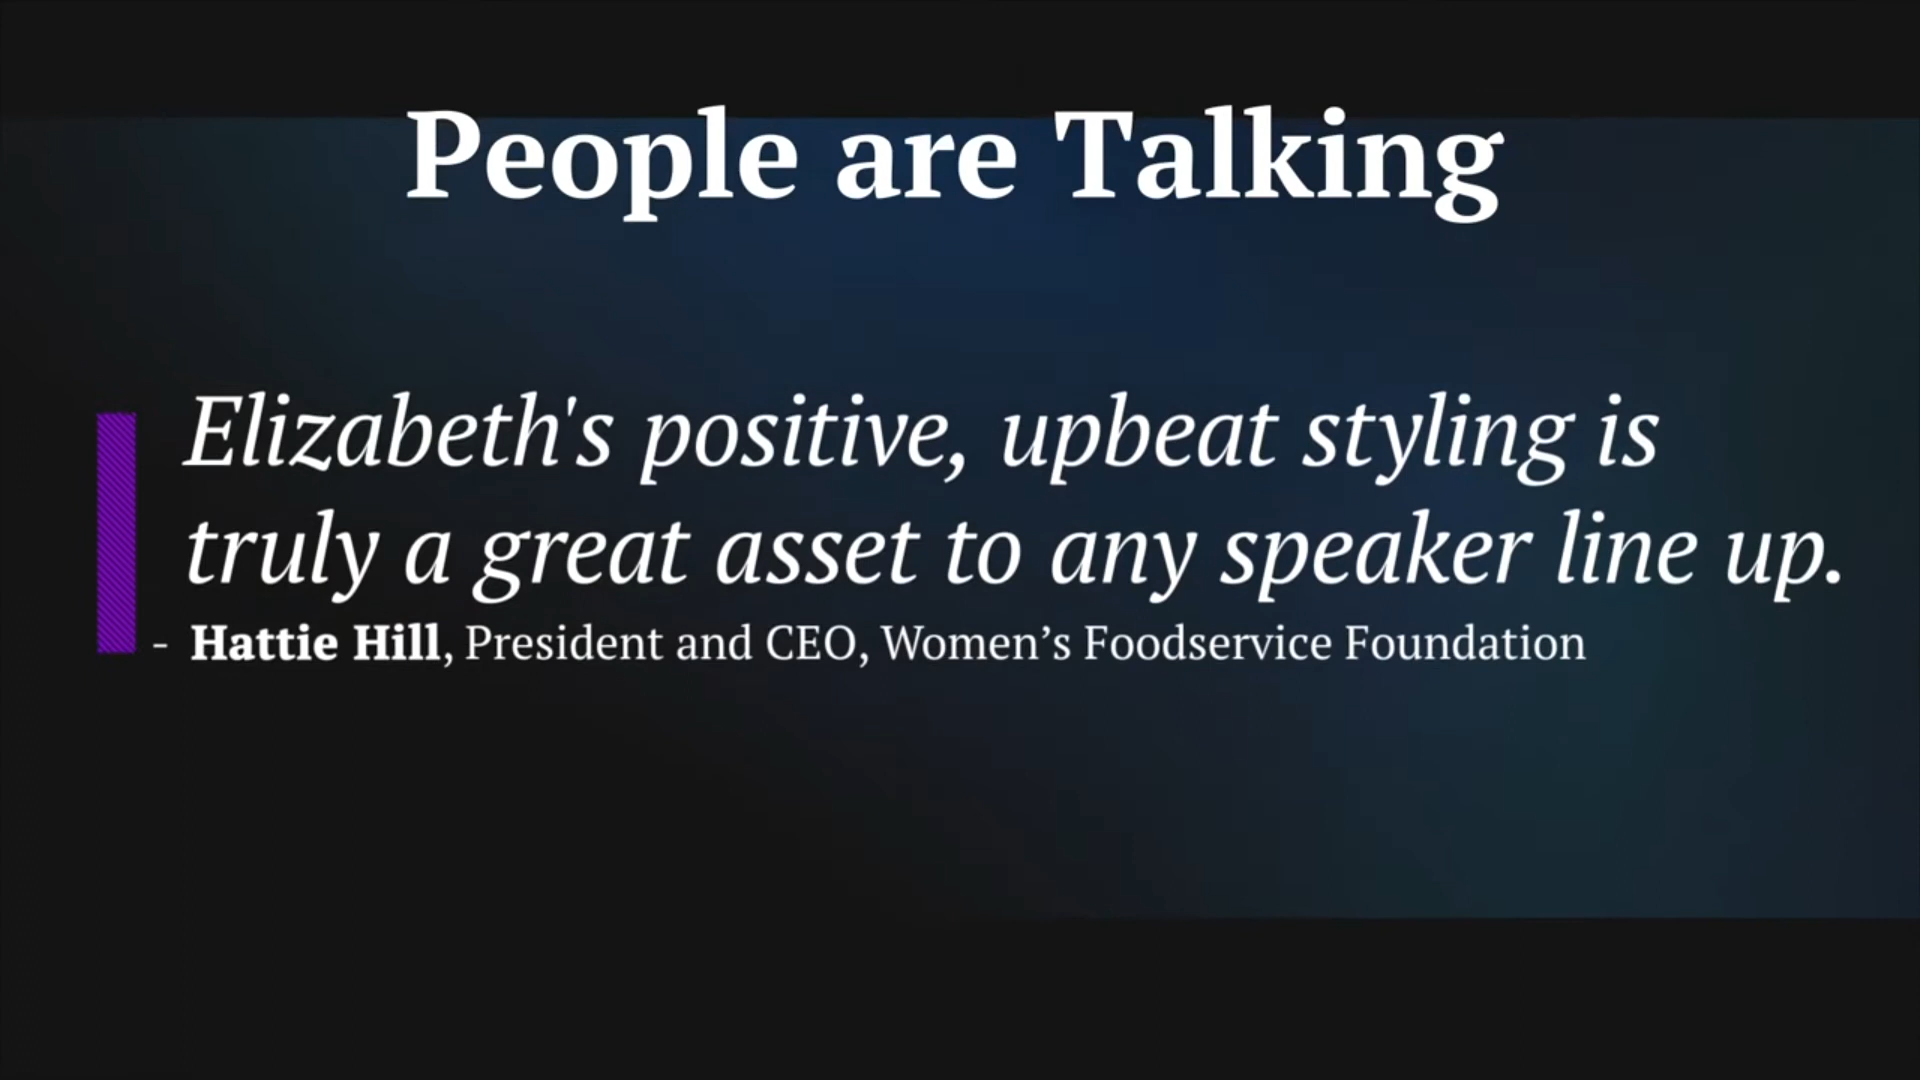 People are Talking
Elizabeth's positive, upbeat styling is
truly a great asset to any speaker line up.
- Hattie Hill, President and CEO, Women’s Foodservice Foundation